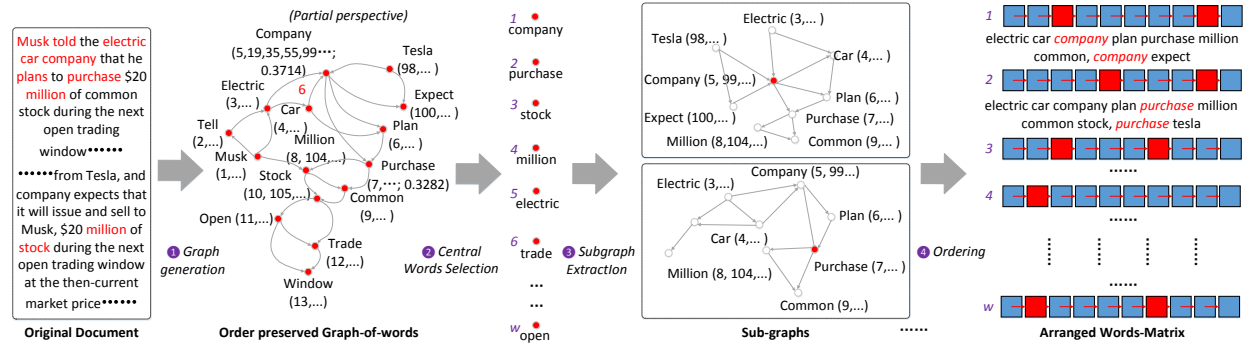 Musk told the electric
car company that he
plans to purchase $20
million of common
stock during the next
open trading
window••••••
••••••from Tesla, and
company expects that
it will issue and sell to
Musk, $20 million of
stock during the next
open trading window
at the then-current
market price••••••
Original Document
1 Graph
generation
(Partial perspective)
Company
(5,19,35,55,99•••;
0.3714)
Tesla
(98,... )
Electric
(3,...)
6
Car
(4,...)
Expect
(100,...)
Tell
(2,...)
Million
(8, 104,...)
Plan
(6,...)
Musk
(1,...)
Stock
(10, 105,...)
Purchase
(7,•••; 0.3282)
Common
(9,...)
Open (11,...)
Trade
(12,...)
Window
(13,...)
Order preserved Graph-of-words
2 Central
Words Selection
1
company
2
purchase
3
stock
4
million
5
electric
6
trade
...
...
w
open
3 Subgraph
Extraction
Electric (3,... )
Tesla (98,... )
Car (4,... )
Company (5, 99,...)
Plan (6,... )
Expect (100,... )
Purchase (7,... )
Million (8,104,... )
Common (9,... )
Company (5, 99...)
Electric (3,... )
Plan (6,... )
Car (4,... )
Million (8, 104,... )
Purchase (7,... )
Common (9,... )
Sub-graphs
......
4 Ordering
1
electric car company plan purchase million
common, company expect
2
electric car company plan purchase million
common stock, purchase tesla
3
......
4
......
......
w
Arranged Words-Matrix